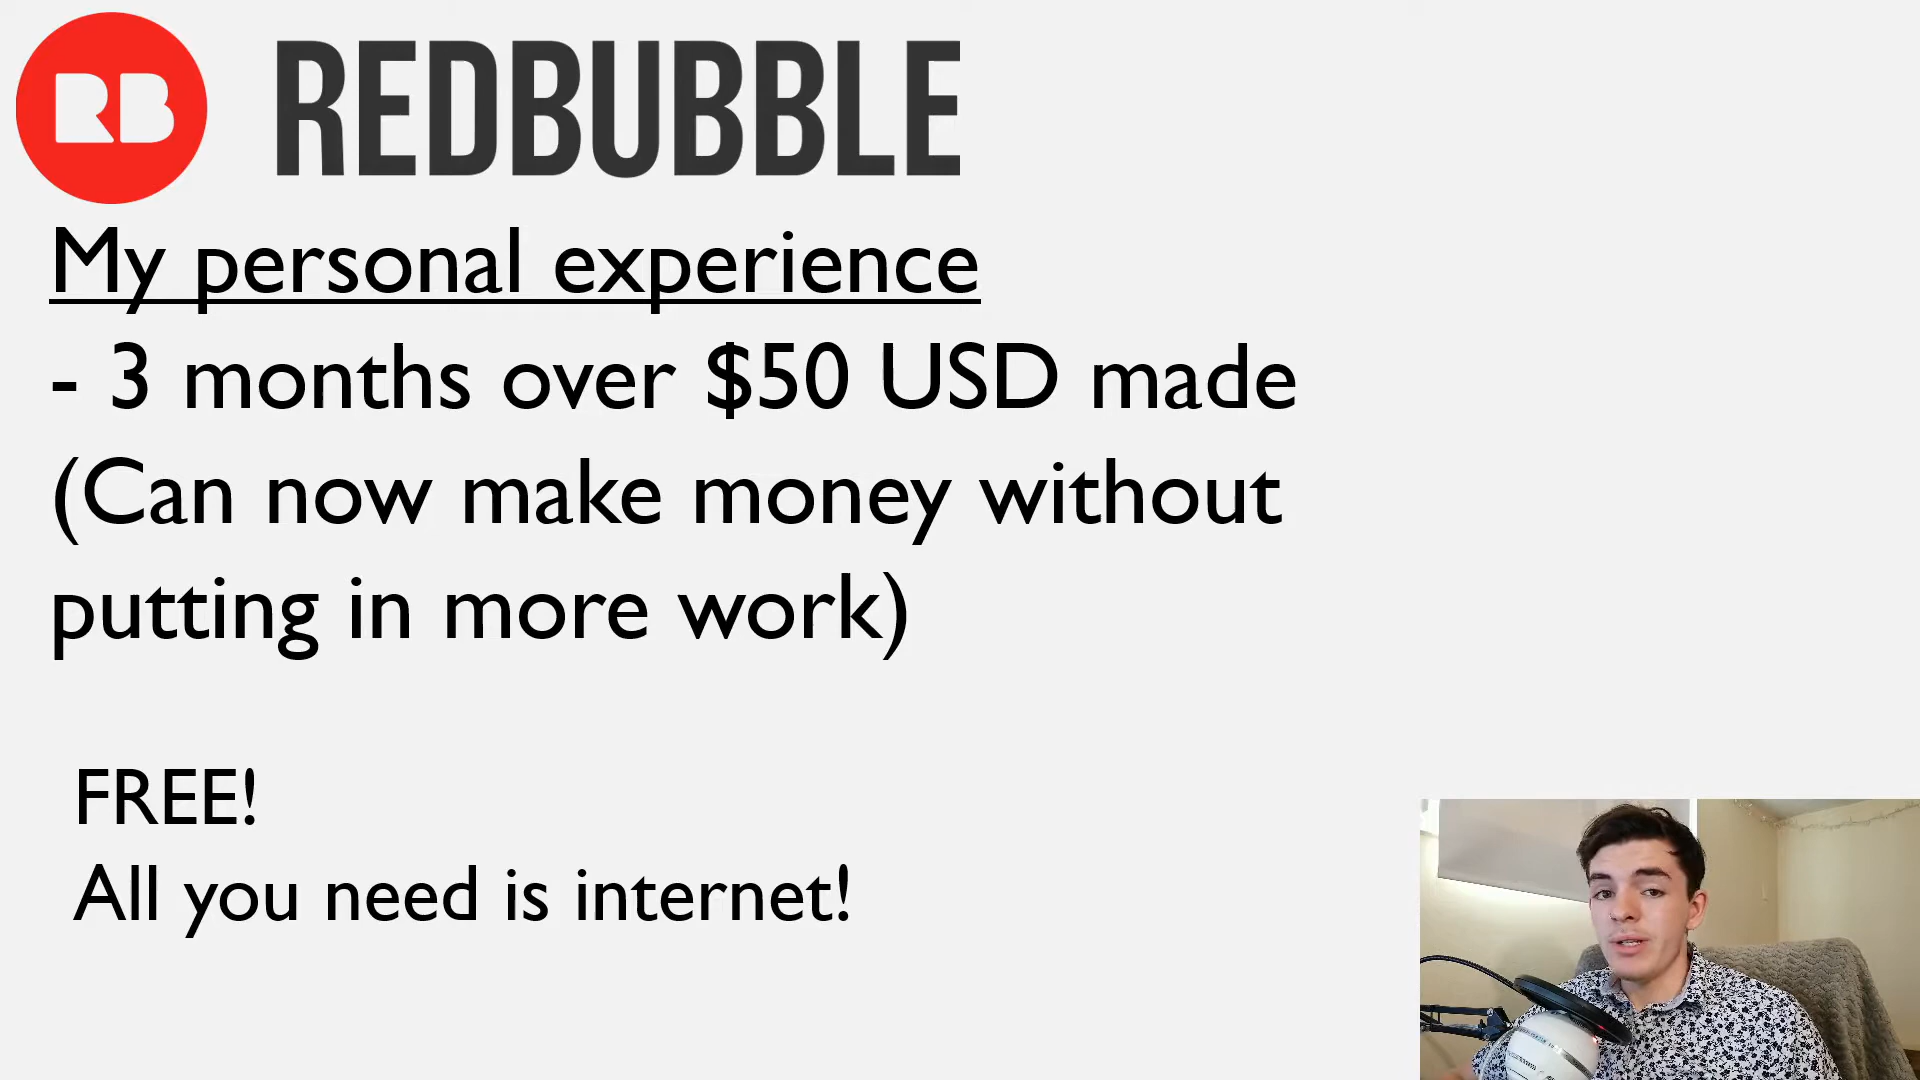 RB REDBUBBLE
My personal experience
- 3 months over $50 USD made
(Can now make money without
putting in more work)
FREE!
All you need is internet!